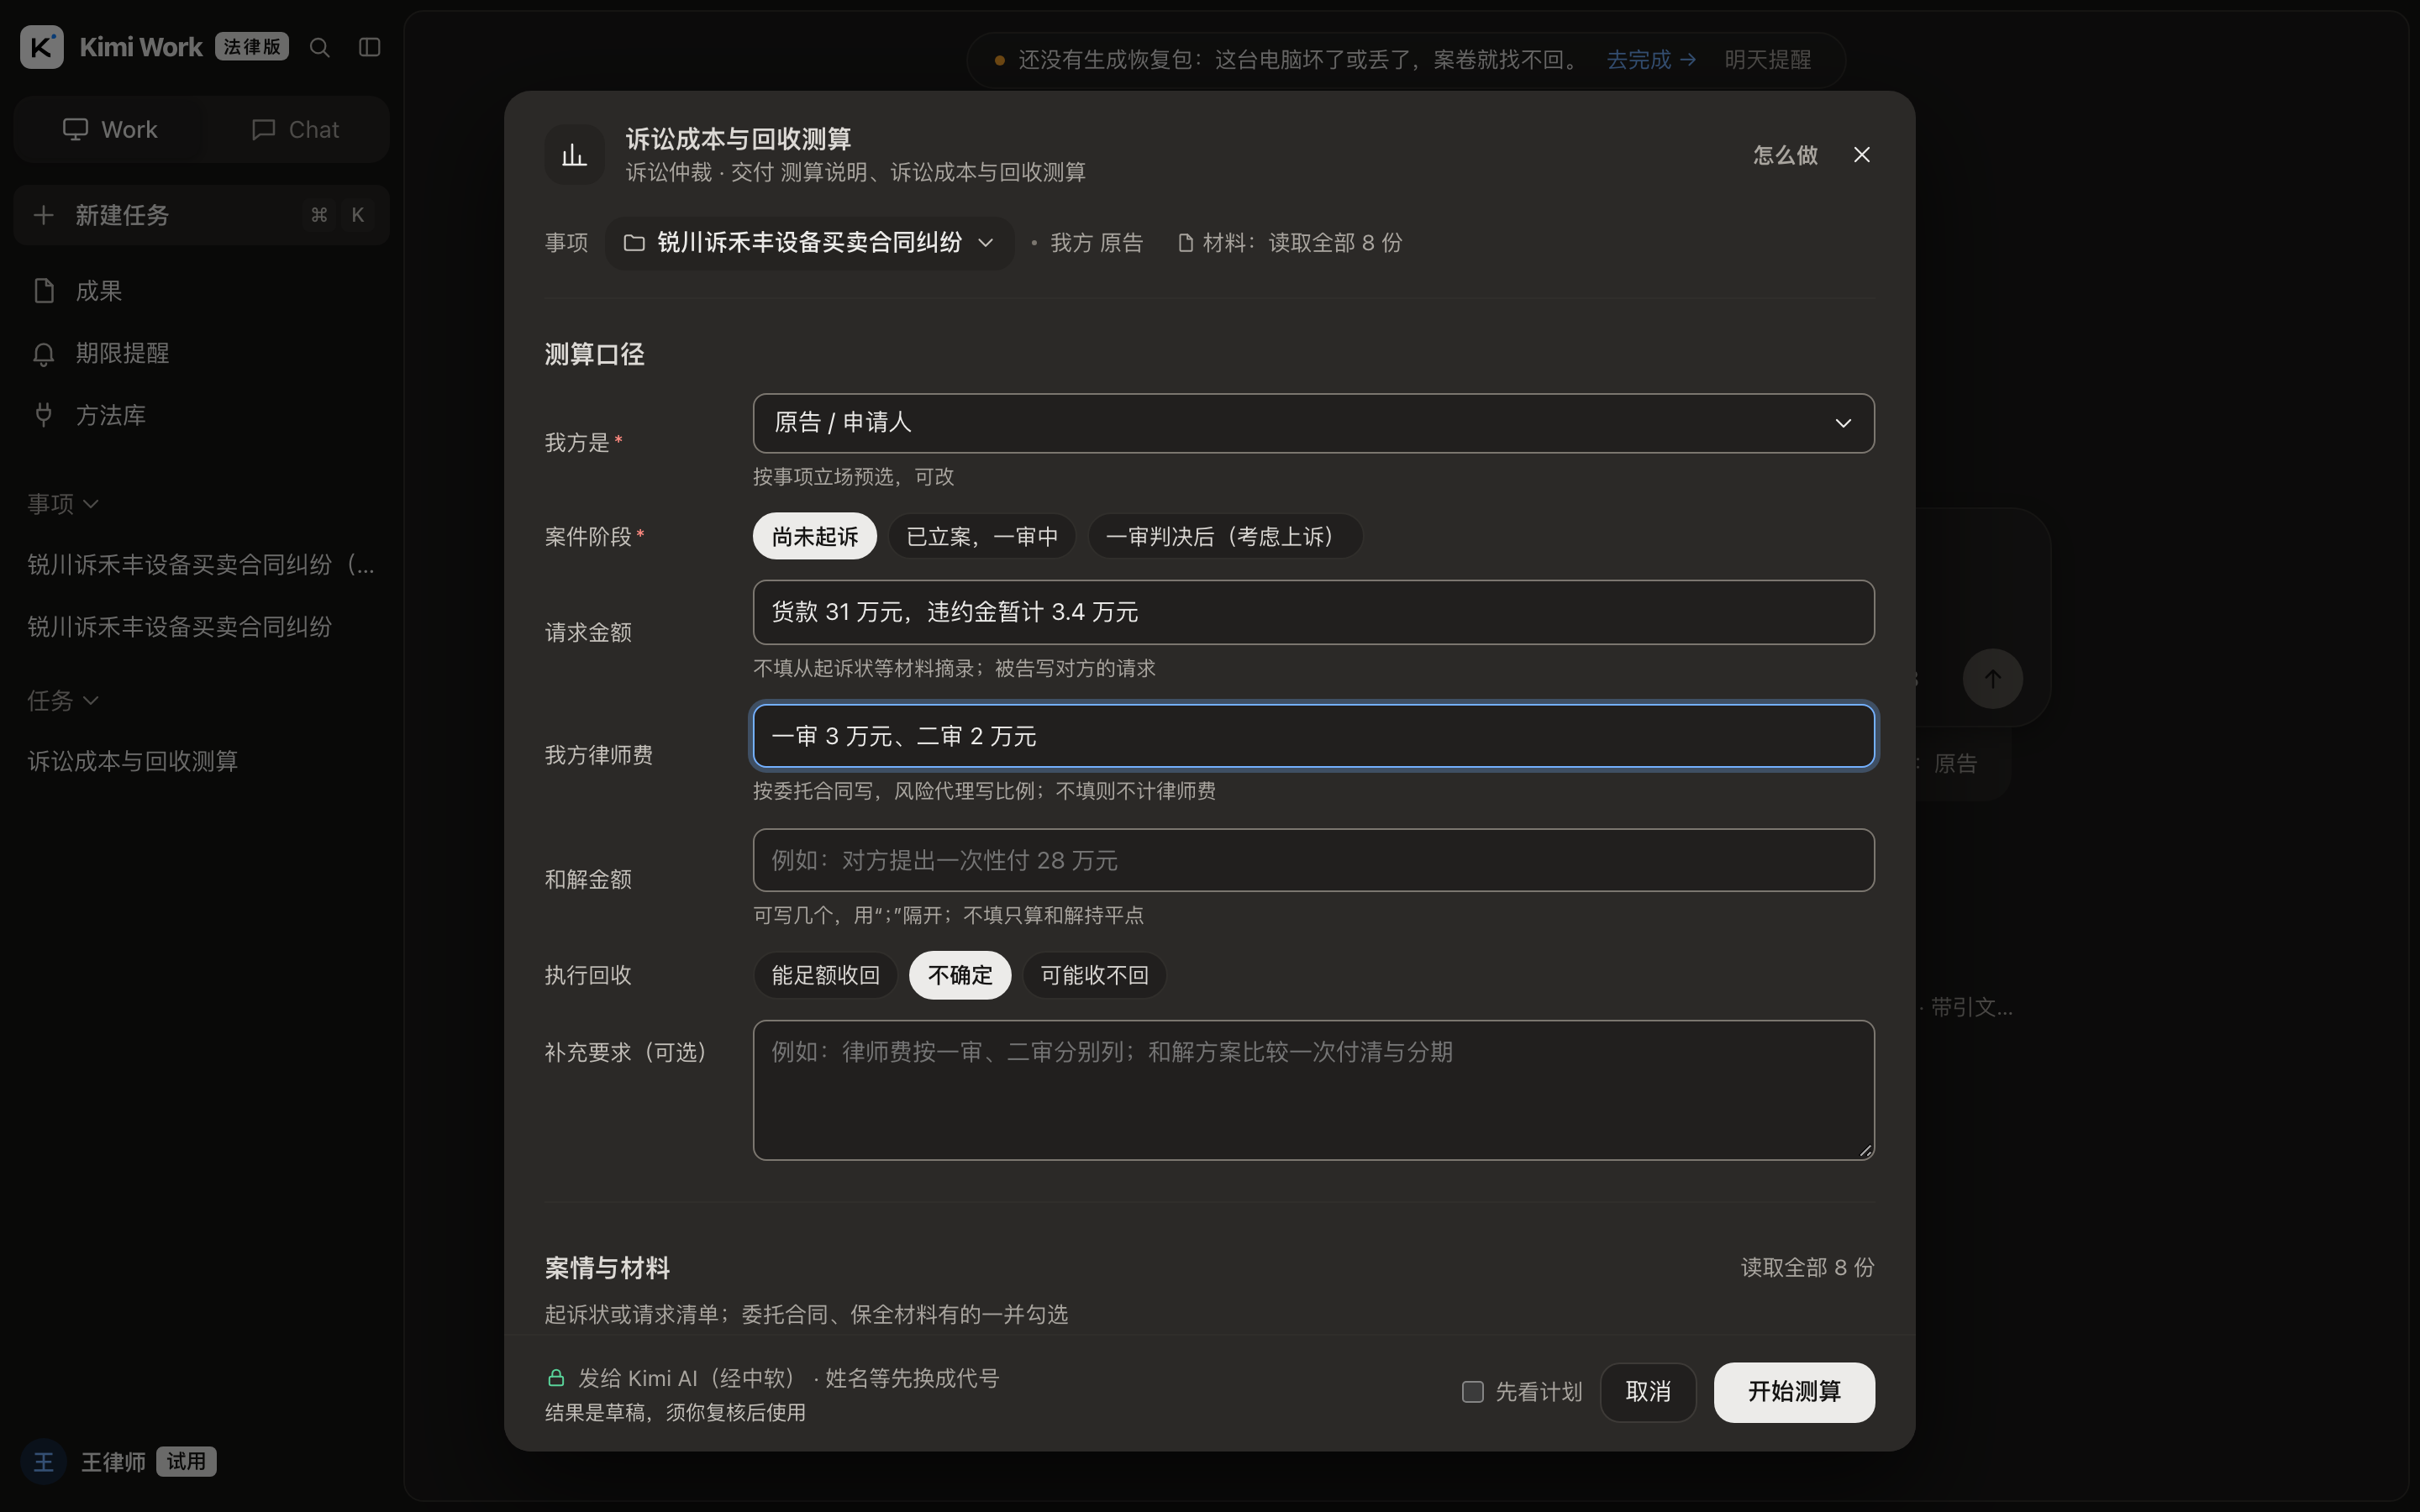 Kimi Work 法律版
Work
Chat
新建任务 ⌘ K
成果
期限提醒
方法库
事项
锐川诉禾丰设备买卖合同纠纷（...
锐川诉禾丰设备买卖合同纠纷
任务
诉讼成本与回收测算
王 王律师 试用
还没有生成恢复包：这台电脑坏了或丢了，案卷就找不回。 去完成 → 明天提醒
诉讼成本与回收测算
诉讼仲裁 · 交付 测算说明、诉讼成本与回收测算
怎么做
事项 锐川诉禾丰设备买卖合同纠纷 • 我方 原告 材料：读取全部 8 份
测算口径
我方是*
原告 / 申请人
按事项立场预选，可改
案件阶段* 尚未起诉 已立案，一审中 一审判决后（考虑上诉）
请求金额
货款 31 万元，违约金暂计 3.4 万元
不填从起诉状等材料摘录；被告写对方的请求
我方律师费
一审 3 万元、二审 2 万元
按委托合同写，风险代理写比例；不填则不计律师费
和解金额
例如：对方提出一次性付 28 万元
可写几个，用“；”隔开；不填只算和解持平点
执行回收 能足额收回 不确定 可能收不回
补充要求（可选）
例如：律师费按一审、二审分别列；和解方案比较一次付清与分期
案情与材料
读取全部 8 份
起诉状或请求清单；委托合同、保全材料有的一并勾选
发给 Kimi AI（经中软） · 姓名等先换成代号
结果是草稿，须你复核后使用
先看计划 取消 开始测算
：原告
· 带引文...